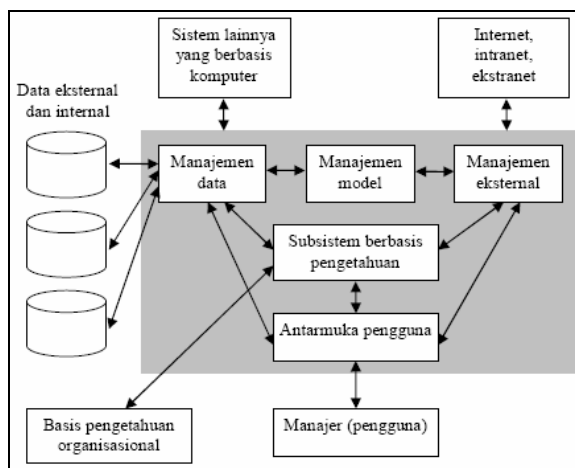 Sistem lainnya
yang berbasis
komputer
Internet,
intranet,
ekstranet
Data eksternal
dan internal
Manajemen
data
Manajemen
model
Manajemen
eksternal
Subsistem berbasis
pengetahuan
Antarmuka pengguna
Basis pengetahuan
organisasional
Manajer (pengguna)